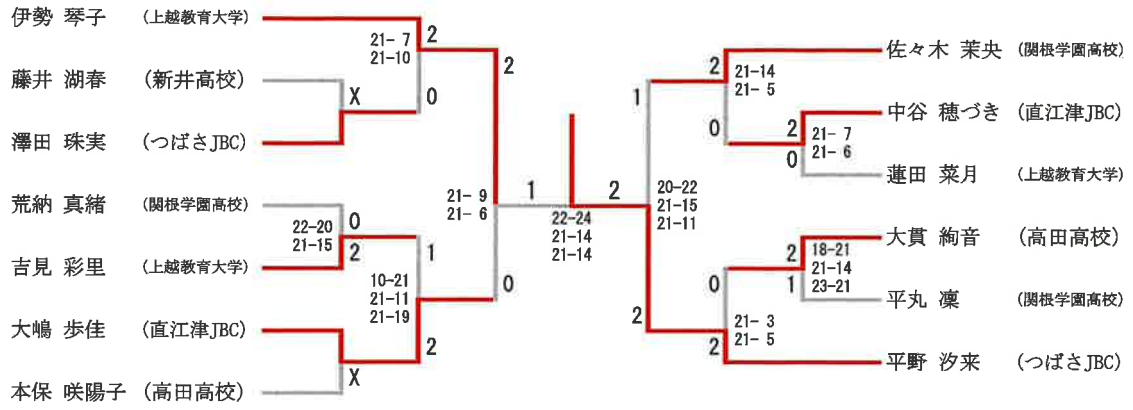 伊勢 琴子 (上越教育大学)
藤井 湖春 (新井高校)
澤田 珠実 (つばさJBC)
荒納 真緒 (関根学園高校)
吉見 彩里 (上越教育大学)
大嶋 歩佳 (直江津JBC)
本保 咲陽子 (高田高校)
X
22-20
21-15
0
2
X
21- 7
21-10
2
0
10-21
21-11
21-19
1
2
21- 9
21- 6
2
0
1
2
22-24
21-14
21-14
1
2
20-22
21-15
21-11
2
0
21-14
21- 5
0
2
21- 3
21- 5
2
0
21- 7
21- 6
2
1
18-21
21-14
23-21
佐々木 茉央 (関根学園高校)
中谷 穂づき (直江津JBC)
蓮田 菜月 (上越教育大学)
大貫 絢音 (高田高校)
平丸 凜 (関根学園高校)
平野 汐来 (つばさJBC)